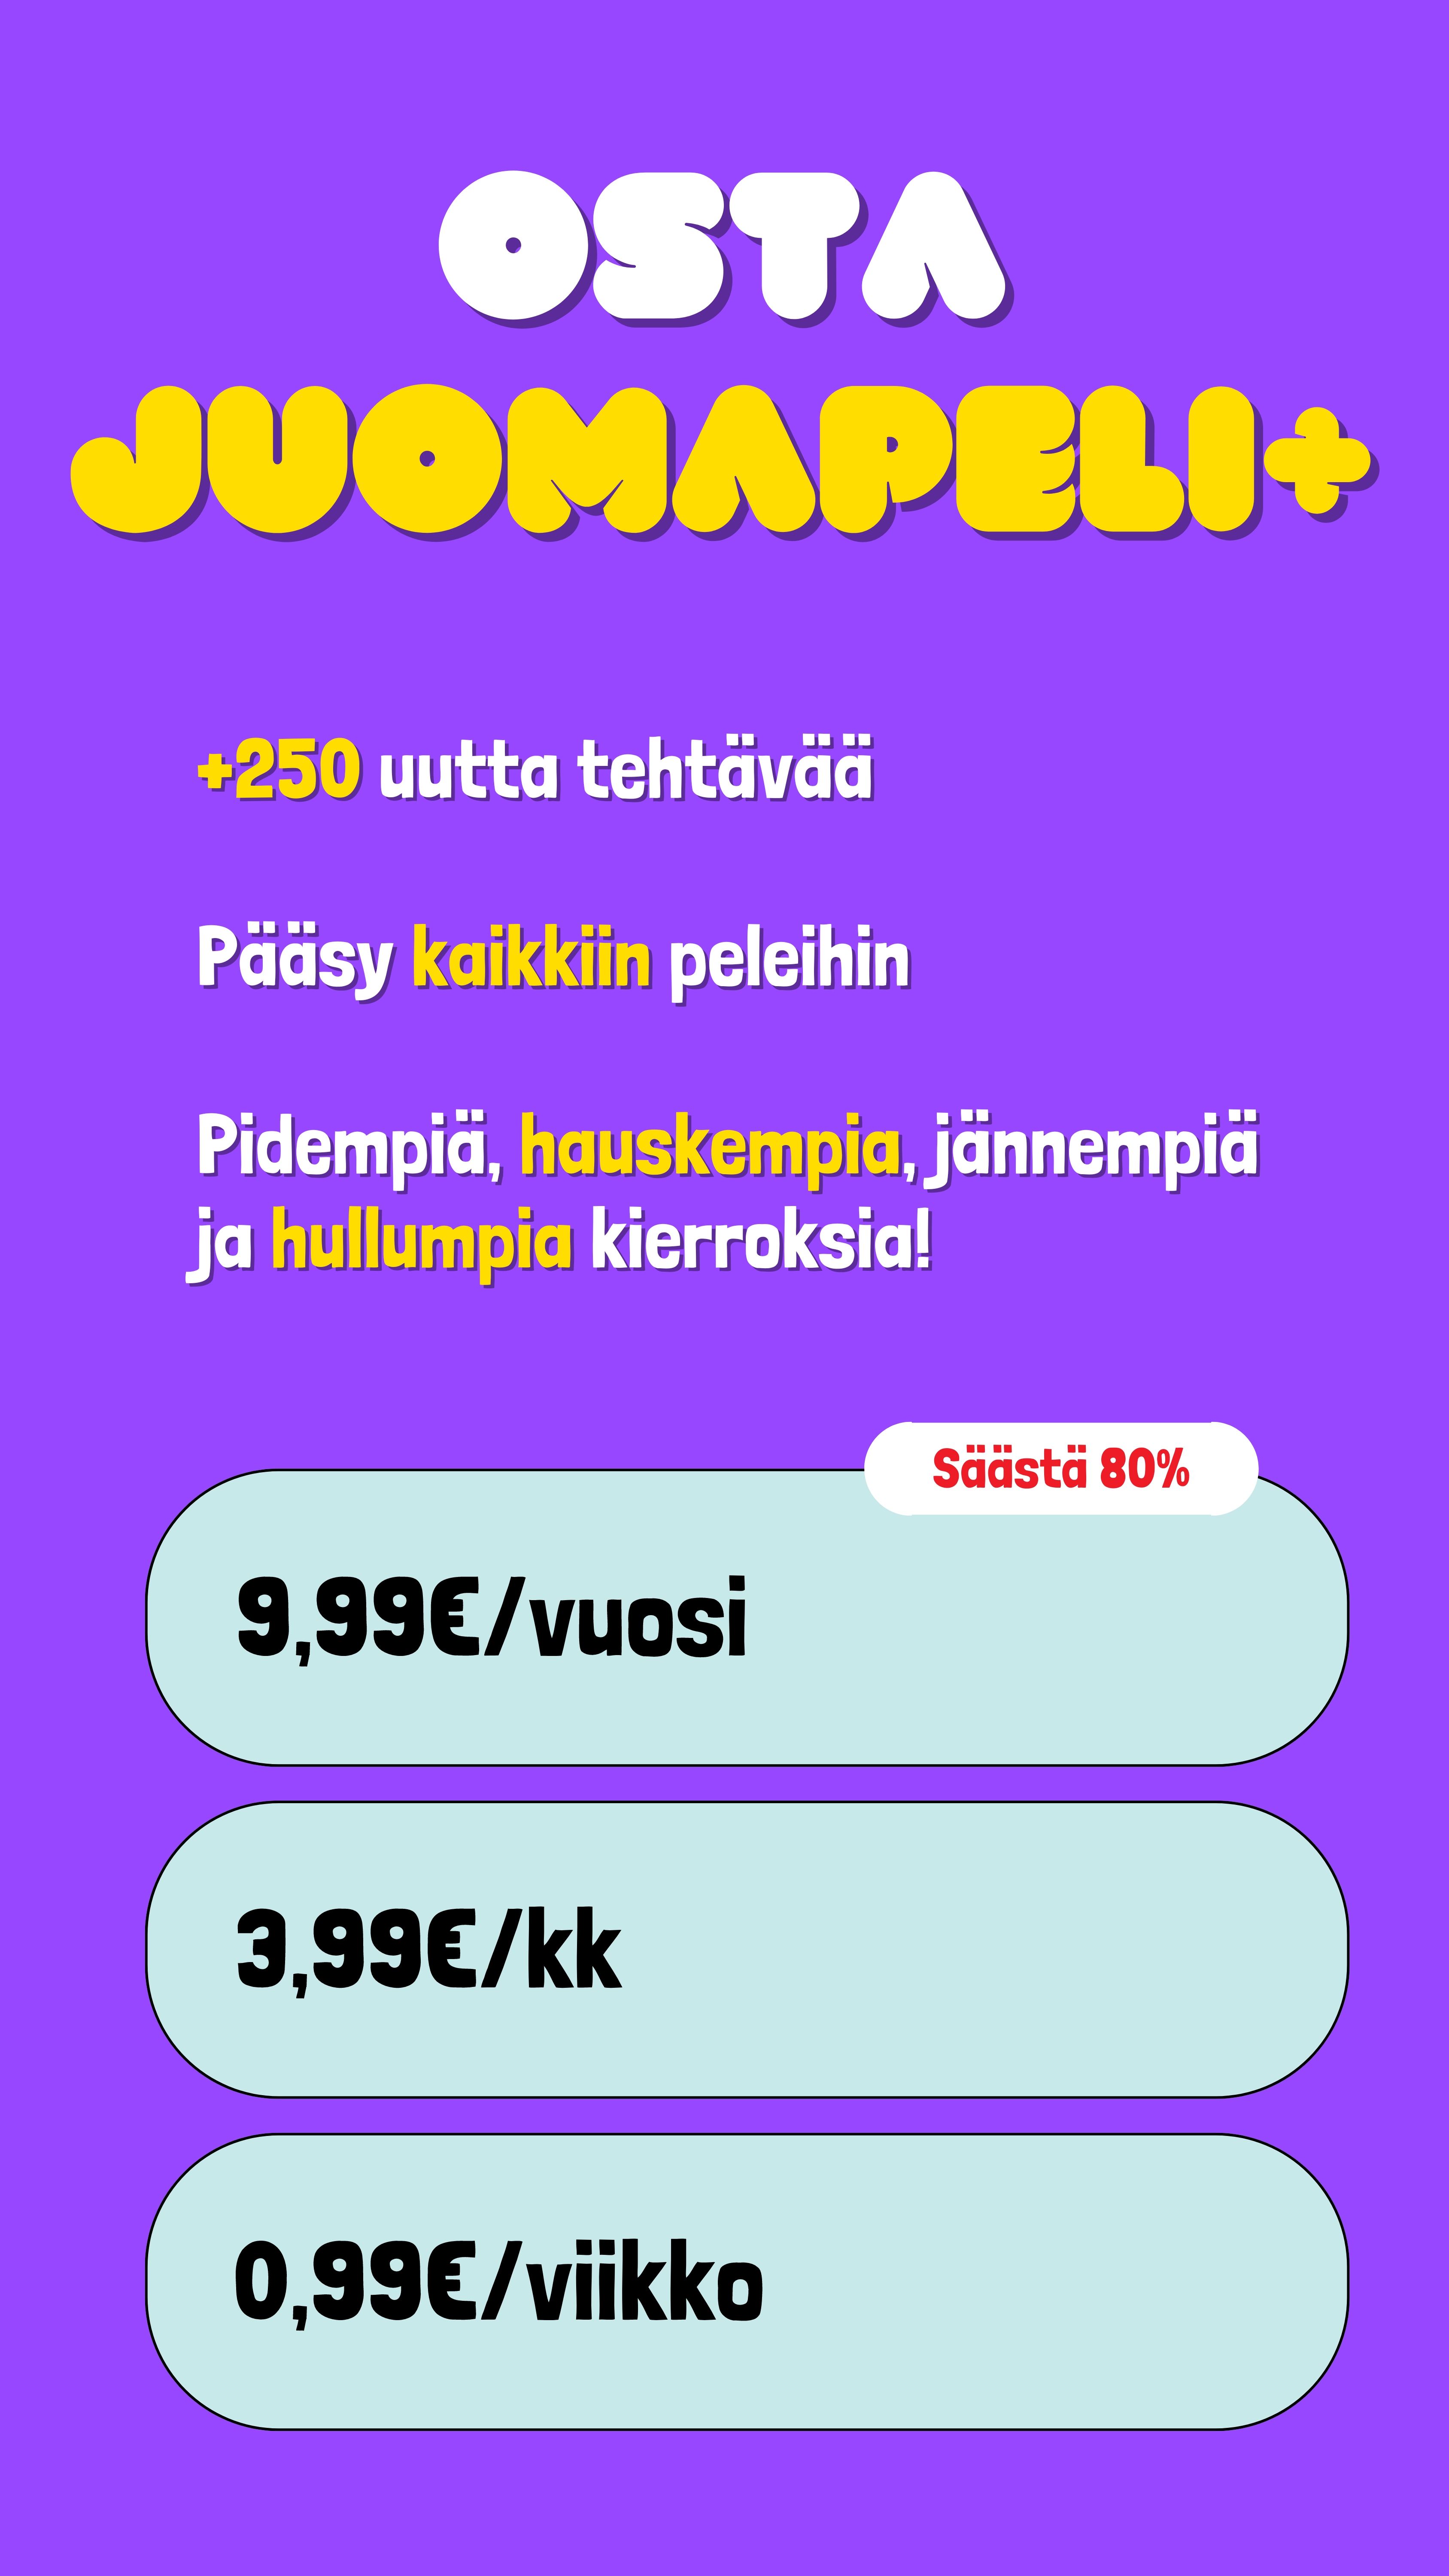 OSTA
JUOMAPELI+
+250 uutta tehtävää
Pääsy kaikkiin peleihin
Pidempiä, hauskempia, jännempiä
ja hullumpia kierroksia!
Säästä 80%
9,99€/vuosi
3,99€/kk
0,99€/viikko